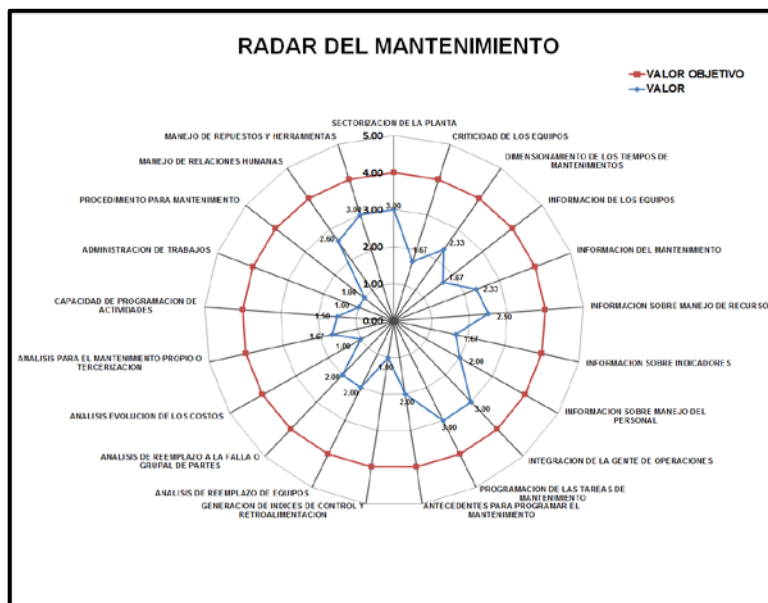 RADAR DEL MANTENIMIENTO
VALOR OBJETIVO
VALOR
SECTORIZACION DE LA PLANTA
MANEJO DE REPUESTOS Y HERRAMIENTAS
5.00
CRITICIDAD DE LOS EQUIPOS
MANEJO DE RELACIONES HUMANAS
DIMENSIONAMIENTO DE LOS TIEMPOS DE
MANTENIMIENTOS
4.00
PROCEDIMIENTO PARA MANTENIMIENTO
INFORMACION DE LOS EQUIPOS
3.00
3.00
3.00
ADMINISTRACION DE TRABAJOS
2.60
INFORMACION DEL MANTENIMIENTO
2.00
1.67
2.33
1.00
1.67
2.33
1.00
CAPACIDAD DE PROGRAMACION DE
ACTIVIDADES
1.00
INFORMACION SOBRE MANEJO DE RECURSO
1.50
0.00
2.50
1.67
1.67
ANALISIS PARA EL MANTENIMIENTO PROPIO O
TERCERIZACION
1.00
2.00
INFORMACION SOBRE INDICADORES
2.00
1.00
ANALISIS EVOLUCION DE LOS COSTOS
2.00
2.00
3.00
INFORMACION SOBRE MANEJO DEL
PERSONAL
3.00
ANALISIS DE REEMPLAZO A LA FALLA O
GRUPAL DE PARTES
INTEGRACION DE LA GENTE DE OPERACIONES
ANALISIS DE REEMPLAZO DE EQUIPOS
PROGRAMACION DE LAS TAREAS DE
MANTENIMIENTO
GENERACION DE INDICES DE CONTROL Y
RETROALIMENTACION
ANTECEDENTES PARA PROGRAMAR EL
MANTENIMIENTO